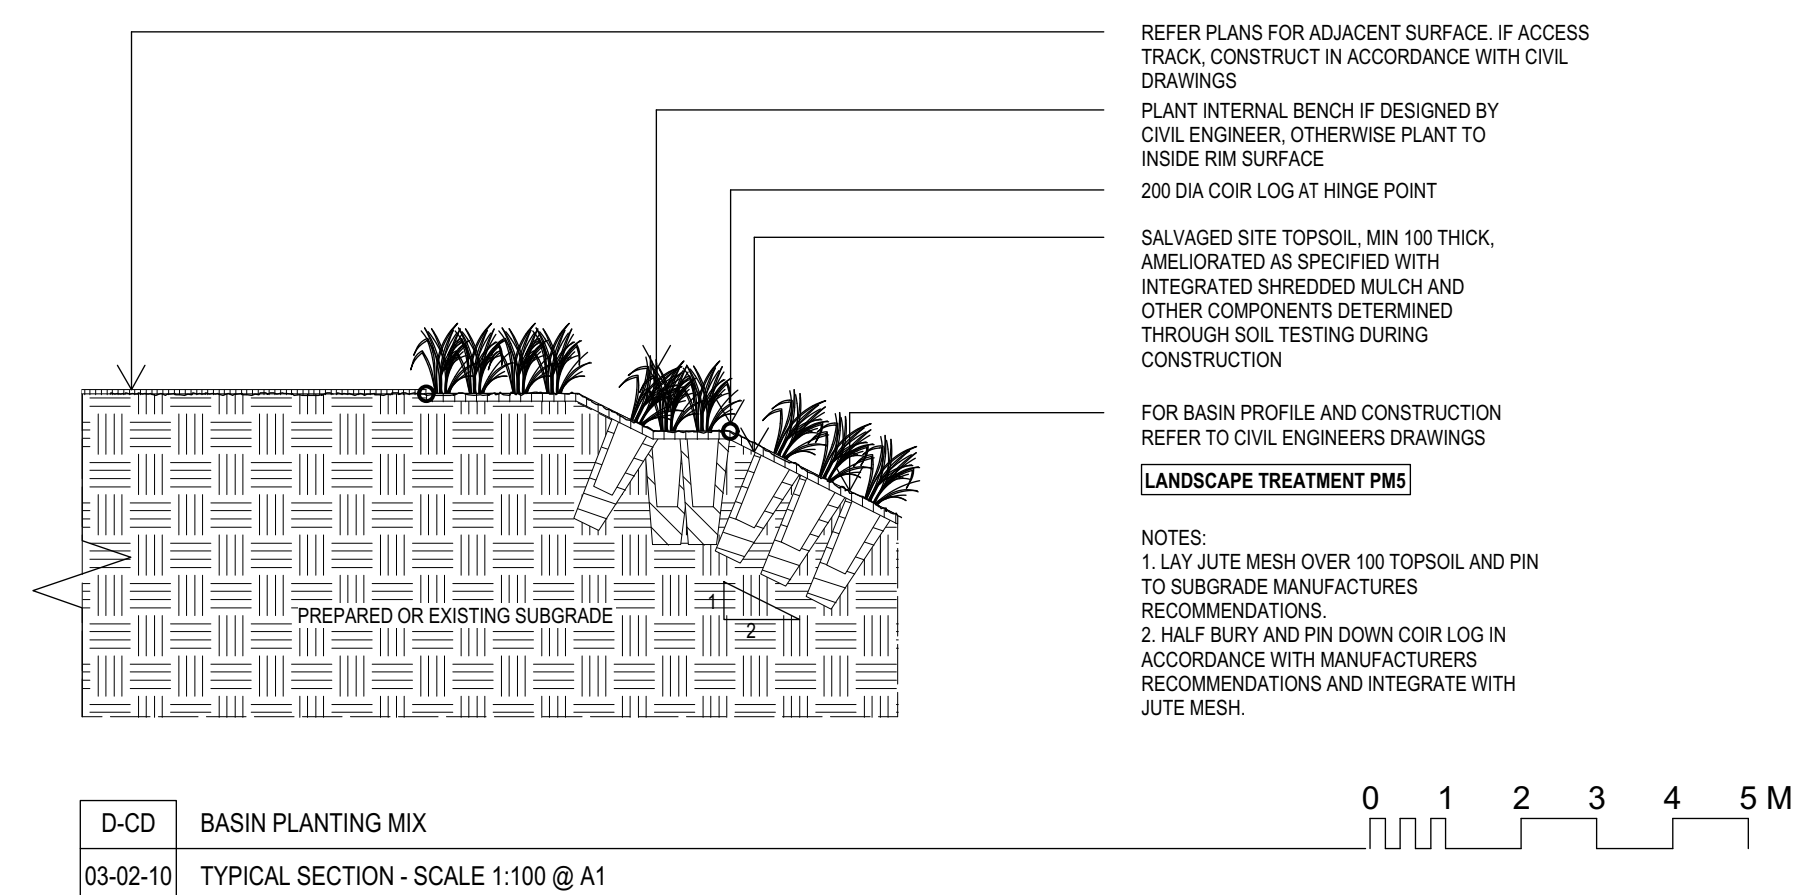 REFER PLANS FOR ADJACENT SURFACE. IF ACCESS
TRACK, CONSTRUCT IN ACCORDANCE WITH CIVIL
DRAWINGS
PLANT INTERNAL BENCH IF DESIGNED BY
CIVIL ENGINEER, OTHERWISE PLANT TO
INSIDE RIM SURFACE
200 DIA COIR LOG AT HINGE POINT
SALVAGED SITE TOPSOIL, MIN 100 THICK,
AMELIORATED AS SPECIFIED WITH
INTEGRATED SHREDDED MULCH AND
OTHER COMPONENTS DETERMINED
THROUGH SOIL TESTING DURING
CONSTRUCTION
FOR BASIN PROFILE AND CONSTRUCTION
REFER TO CIVIL ENGINEERS DRAWINGS
LANDSCAPE TREATMENT PM5
NOTES:
1. LAY JUTE MESH OVER 100 TOPSOIL AND PIN
TO SUBGRADE MANUFACTURES
RECOMMENDATIONS.
2. HALF BURY AND PIN DOWN COIR LOG IN
ACCORDANCE WITH MANUFACTURERS
RECOMMENDATIONS AND INTEGRATE WITH
JUTE MESH.
PREPARED OR EXISTING SUBGRADE
1
2
0 1 2 3 4 5 M
D-CD BASIN PLANTING MIX
03-02-10 TYPICAL SECTION - SCALE 1:100 @ A1